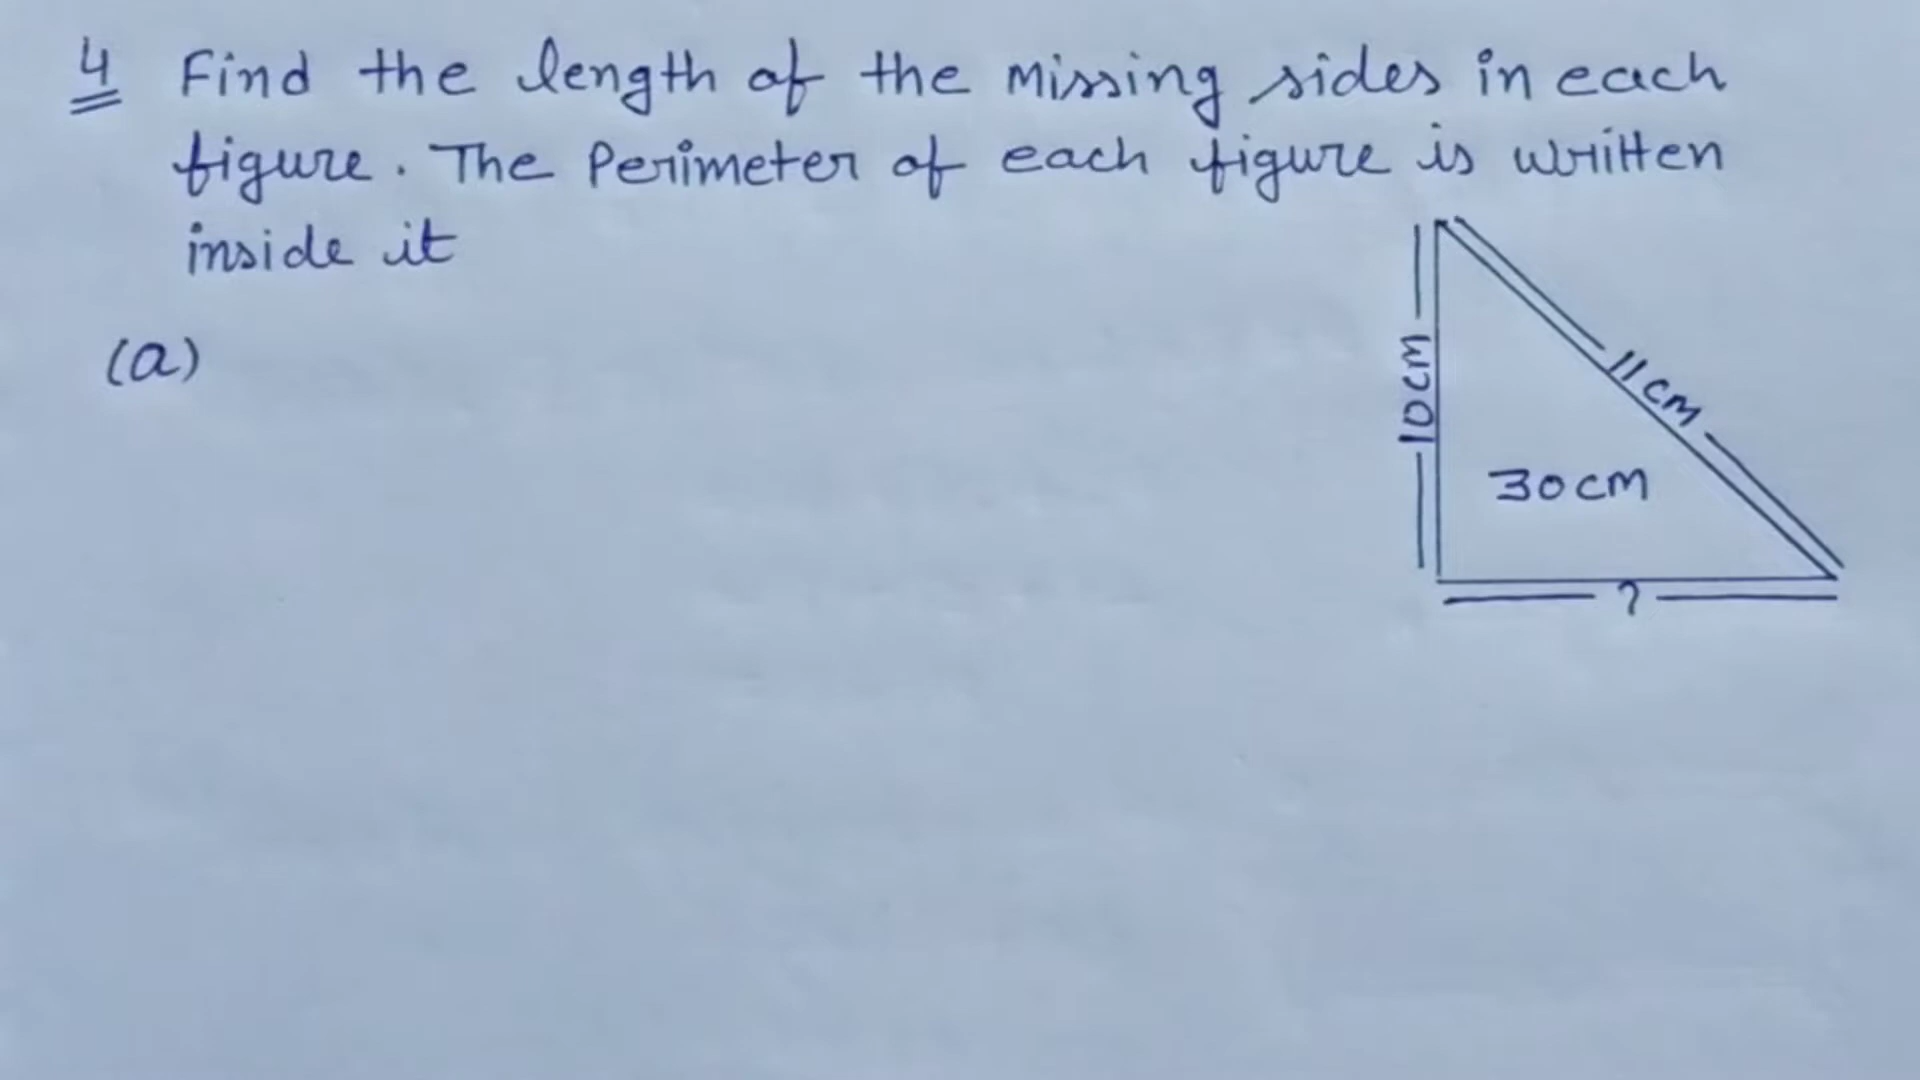 4 Find the length of the missing sides in each
figure. The Perimeter of each figure is written
inside it
(a)
10cm
11cm
30cm
?